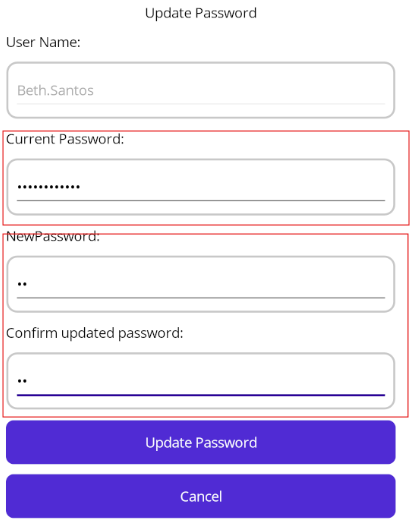 Update Password
User Name:
Beth.Santos
Current Password:
••••••••••••
NewPassword:
••
Confirm updated password:
••
Update Password
Cancel